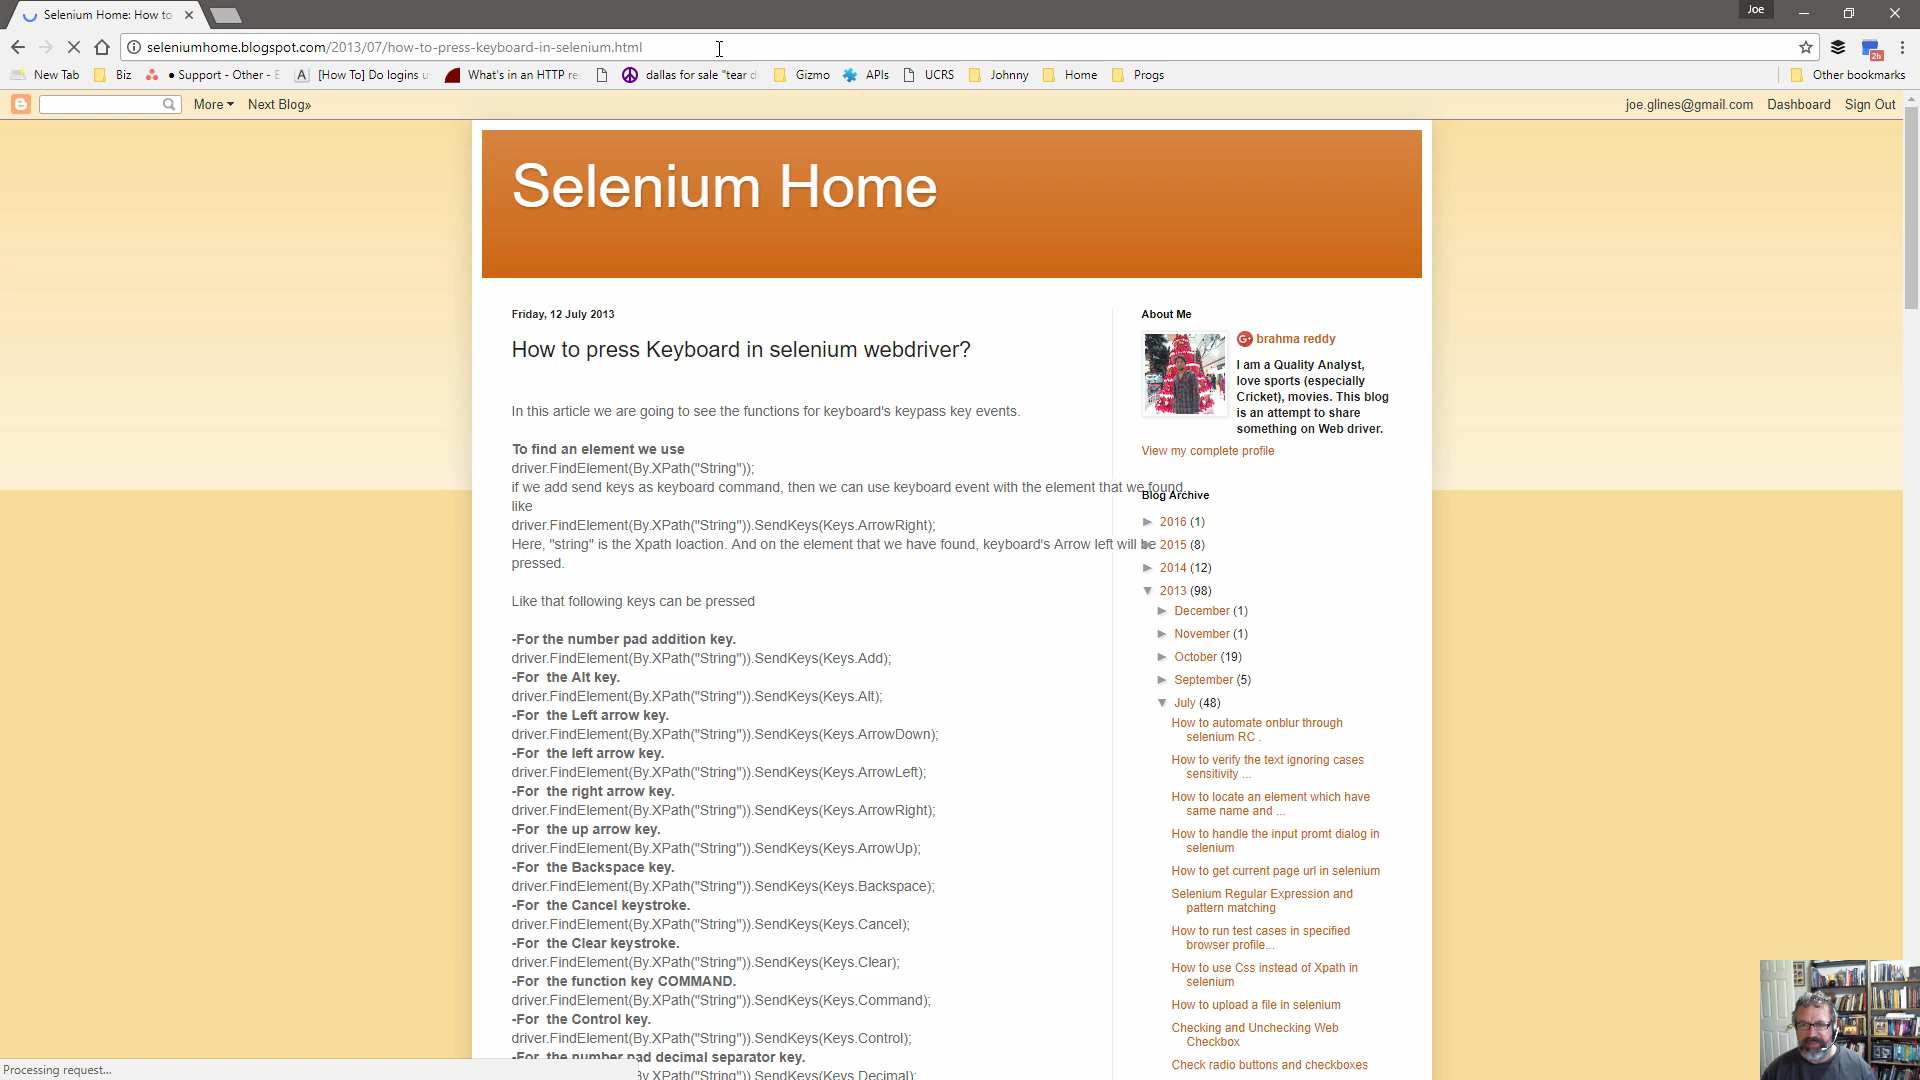 Selenium Home: How to
Joe
seleniumhome.blogspot.com/2013/07/how-to-press-keyboard-in-selenium.html
2h
New Tab
Biz
• Support - Other - E
[How To] Do logins u
What's in an HTTP re
dallas for sale "tear d
Gizmo
APIs
UCRS
Johnny
Home
Progs
Other bookmarks
More
Next Blog»
joe.glines@gmail.com
Dashboard
Sign Out
Selenium Home
Friday, 12 July 2013
How to press Keyboard in selenium webdriver?
In this article we are going to see the functions for keyboard's keypass key events.
To find an element we use
driver.FindElement(By.XPath("String"));
if we add send keys as keyboard command, then we can use keyboard event with the element that we found
like
driver.FindElement(By.XPath("String")).SendKeys(Keys.ArrowRight);
Here, "string" is the Xpath loaction. And on the element that we have found, keyboard's Arrow left will be
pressed.
Like that following keys can be pressed
-For the number pad addition key.
driver.FindElement(By.XPath("String")).SendKeys(Keys.Add);
-For  the Alt key.
driver.FindElement(By.XPath("String")).SendKeys(Keys.Alt);
-For  the Left arrow key.
driver.FindElement(By.XPath("String")).SendKeys(Keys.ArrowDown);
-For  the left arrow key.
driver.FindElement(By.XPath("String")).SendKeys(Keys.ArrowLeft);
-For  the right arrow key.
driver.FindElement(By.XPath("String")).SendKeys(Keys.ArrowRight);
-For  the up arrow key.
driver.FindElement(By.XPath("String")).SendKeys(Keys.ArrowUp);
-For  the Backspace key.
driver.FindElement(By.XPath("String")).SendKeys(Keys.Backspace);
-For  the Cancel keystroke.
driver.FindElement(By.XPath("String")).SendKeys(Keys.Cancel);
-For  the Clear keystroke.
driver.FindElement(By.XPath("String")).SendKeys(Keys.Clear);
-For  the function key COMMAND.
driver.FindElement(By.XPath("String")).SendKeys(Keys.Command);
-For  the Control key.
driver.FindElement(By.XPath("String")).SendKeys(Keys.Control);
-For  the number pad decimal separator key.
By.XPath("String")).SendKeys(Keys.Decimal);
About Me
brahma reddy
I am a Quality Analyst,
love sports (especially
Cricket), movies. This blog
is an attempt to share
something on Web driver.
View my complete profile
Blog Archive
► 2016 (1)
► 2015 (8)
► 2014 (12)
▼ 2013 (98)
► December (1)
► November (1)
► October (19)
► September (5)
▼ July (48)
How to automate onblur through
selenium RC .
How to verify the text ignoring cases
sensitivity ...
How to locate an element which have
same name and ...
How to handle the input promt dialog in
selenium
How to get current page url in selenium
Selenium Regular Expression and
pattern matching
How to run test cases in specified
browser profile...
How to use Css instead of Xpath in
selenium
How to upload a file in selenium
Checking and Unchecking Web
Checkbox
Check radio buttons and checkboxes
Processing request...